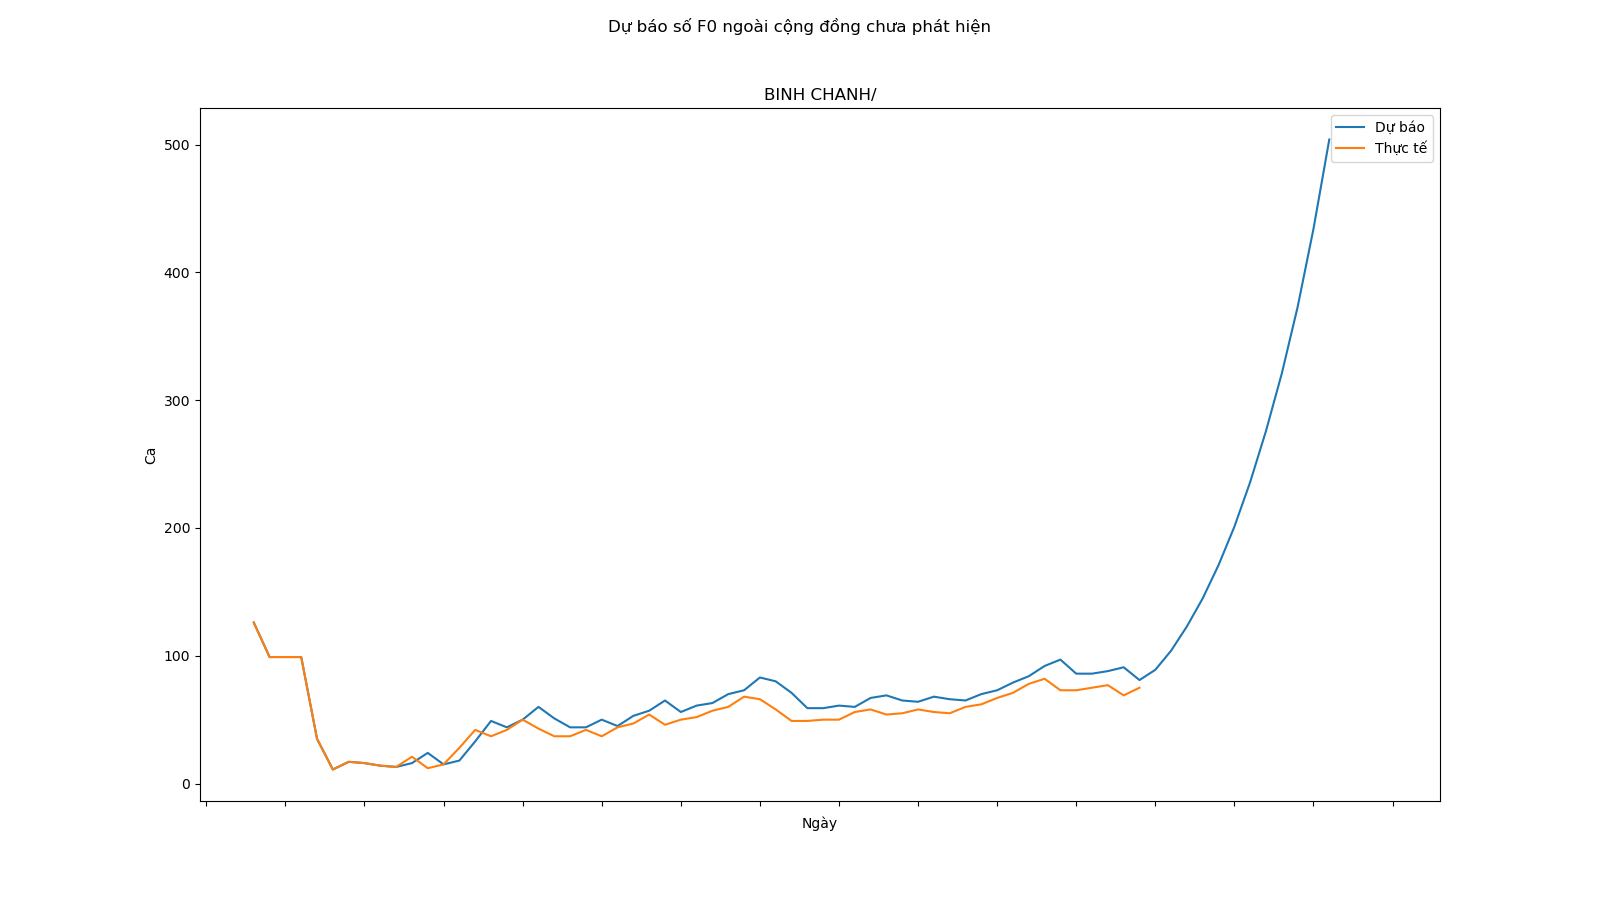 Dự báo số F0 ngoài cộng đồng chưa phát hiện
BINH CHANH/
Dự báo
Thực tế
500
400
300
200
100
0
Ca
Ngày